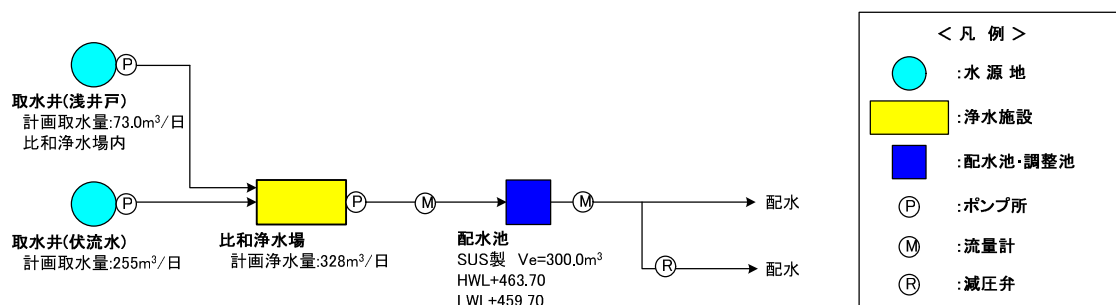 P
取水井(浅井戸)
計画取水量:73.0m³/日
比和浄水場内
P
取水井(伏流水)
計画取水量:255m³/日
P
比和浄水場
計画浄水量:328m³/日
M
配水池
SUS製 Ve=300.0m³
HWL+463.70
LWL+459.70
M
配水
R
配水
＜ 凡 例 ＞
:水 源 地
:浄水施設
:配水池・調整池
P :ポンプ所
M :流量計
R :減圧弁